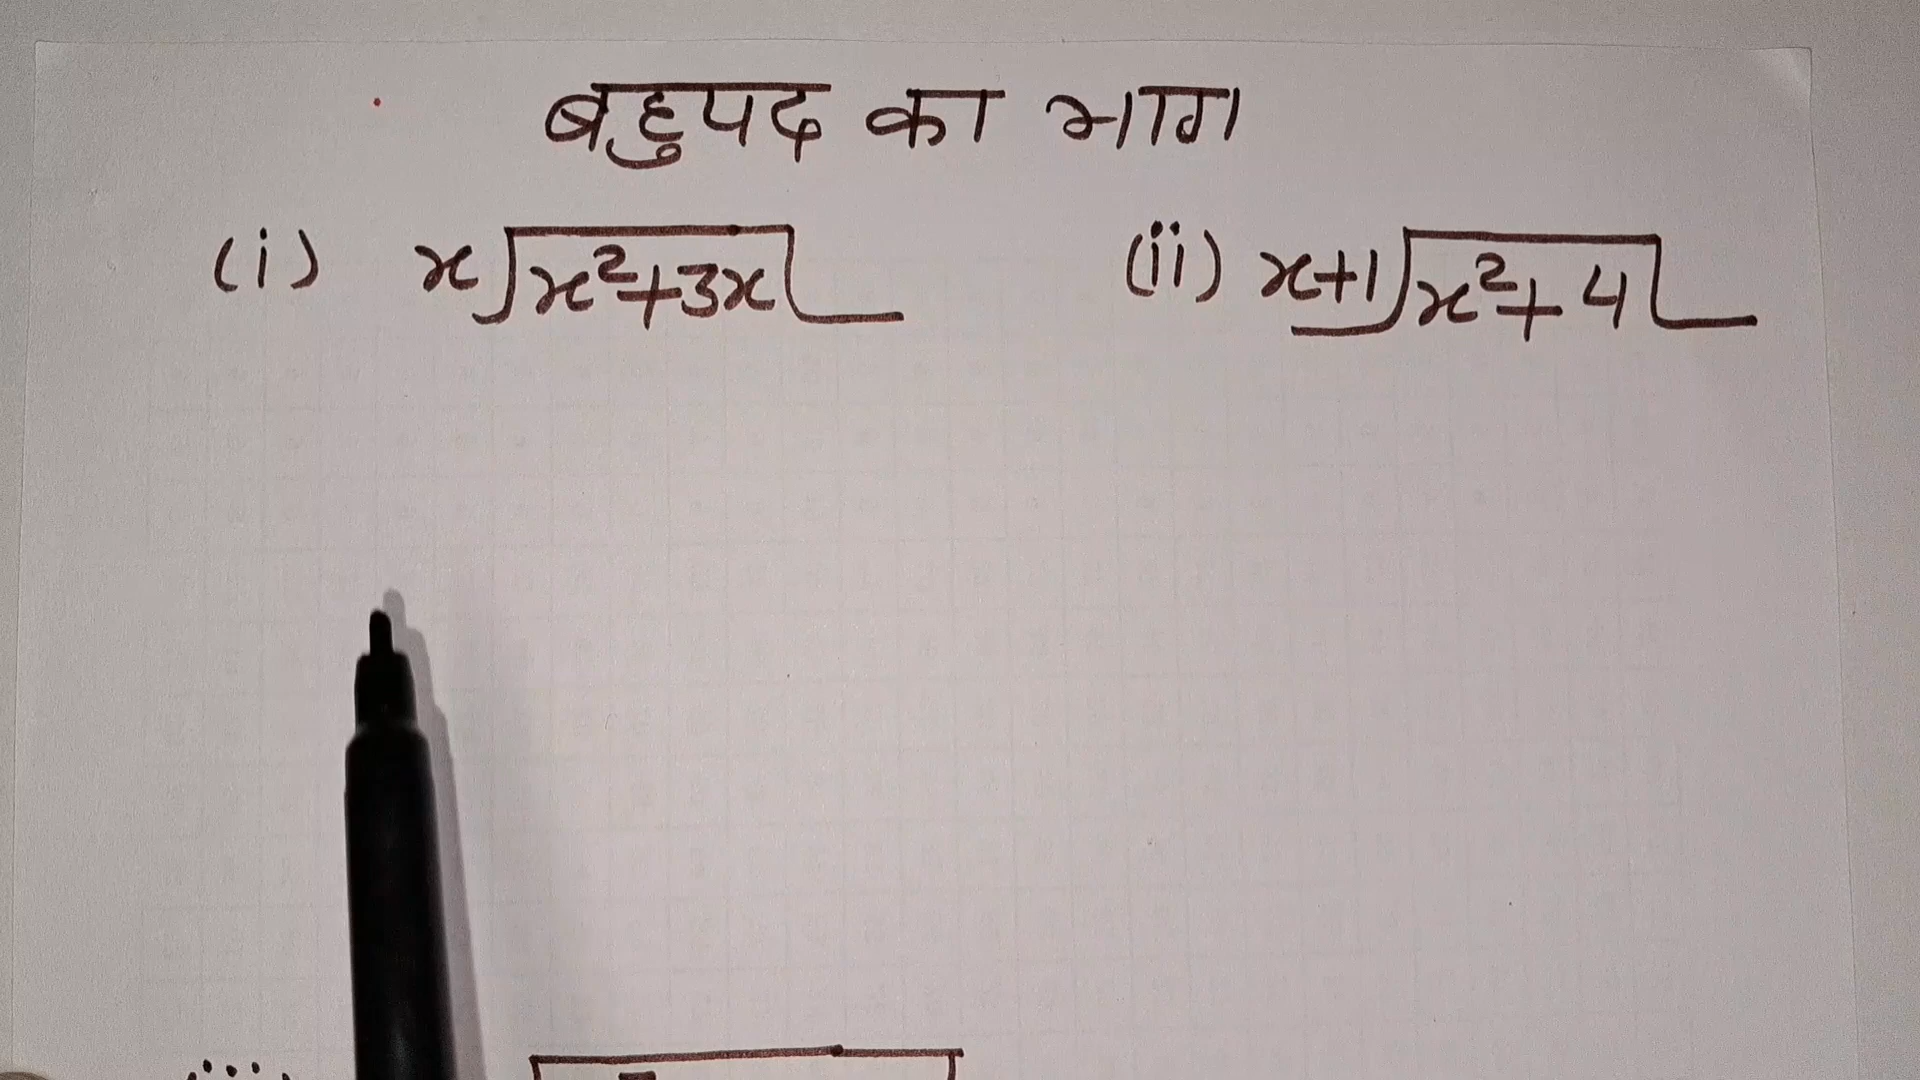 बहुपद का भाग
(i) x)x²+3x(
(ii) x+1)x²+4(